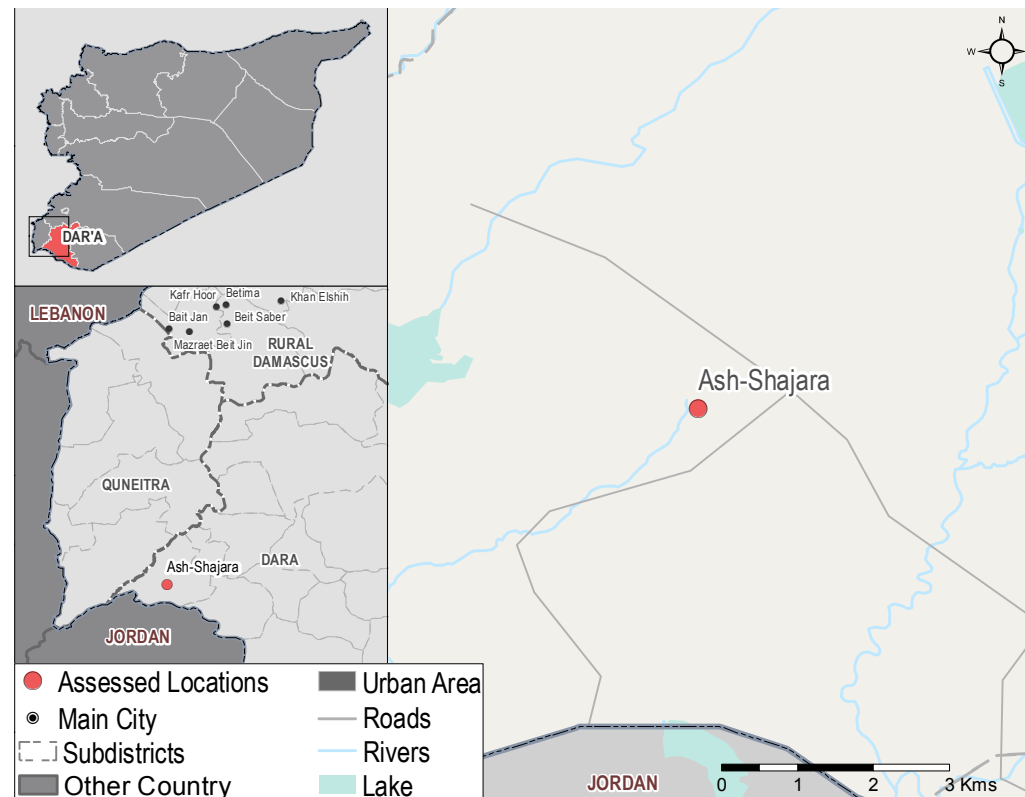 DAR'A
LEBANON
Kafr Hoor
Betima
Khan Elshih
Bait Jan
Beit Saber
Mazraet Beit Jin
RURAL
DAMASCUS
QUNEITRA
DARA
Ash-Shajara
JORDAN
N
W
E
S
Ash-Shajara
JORDAN
0 1 2 3 Kms
Assessed Locations
Main City
Subdistricts
Other Country
Urban Area
Roads
Rivers
Lake